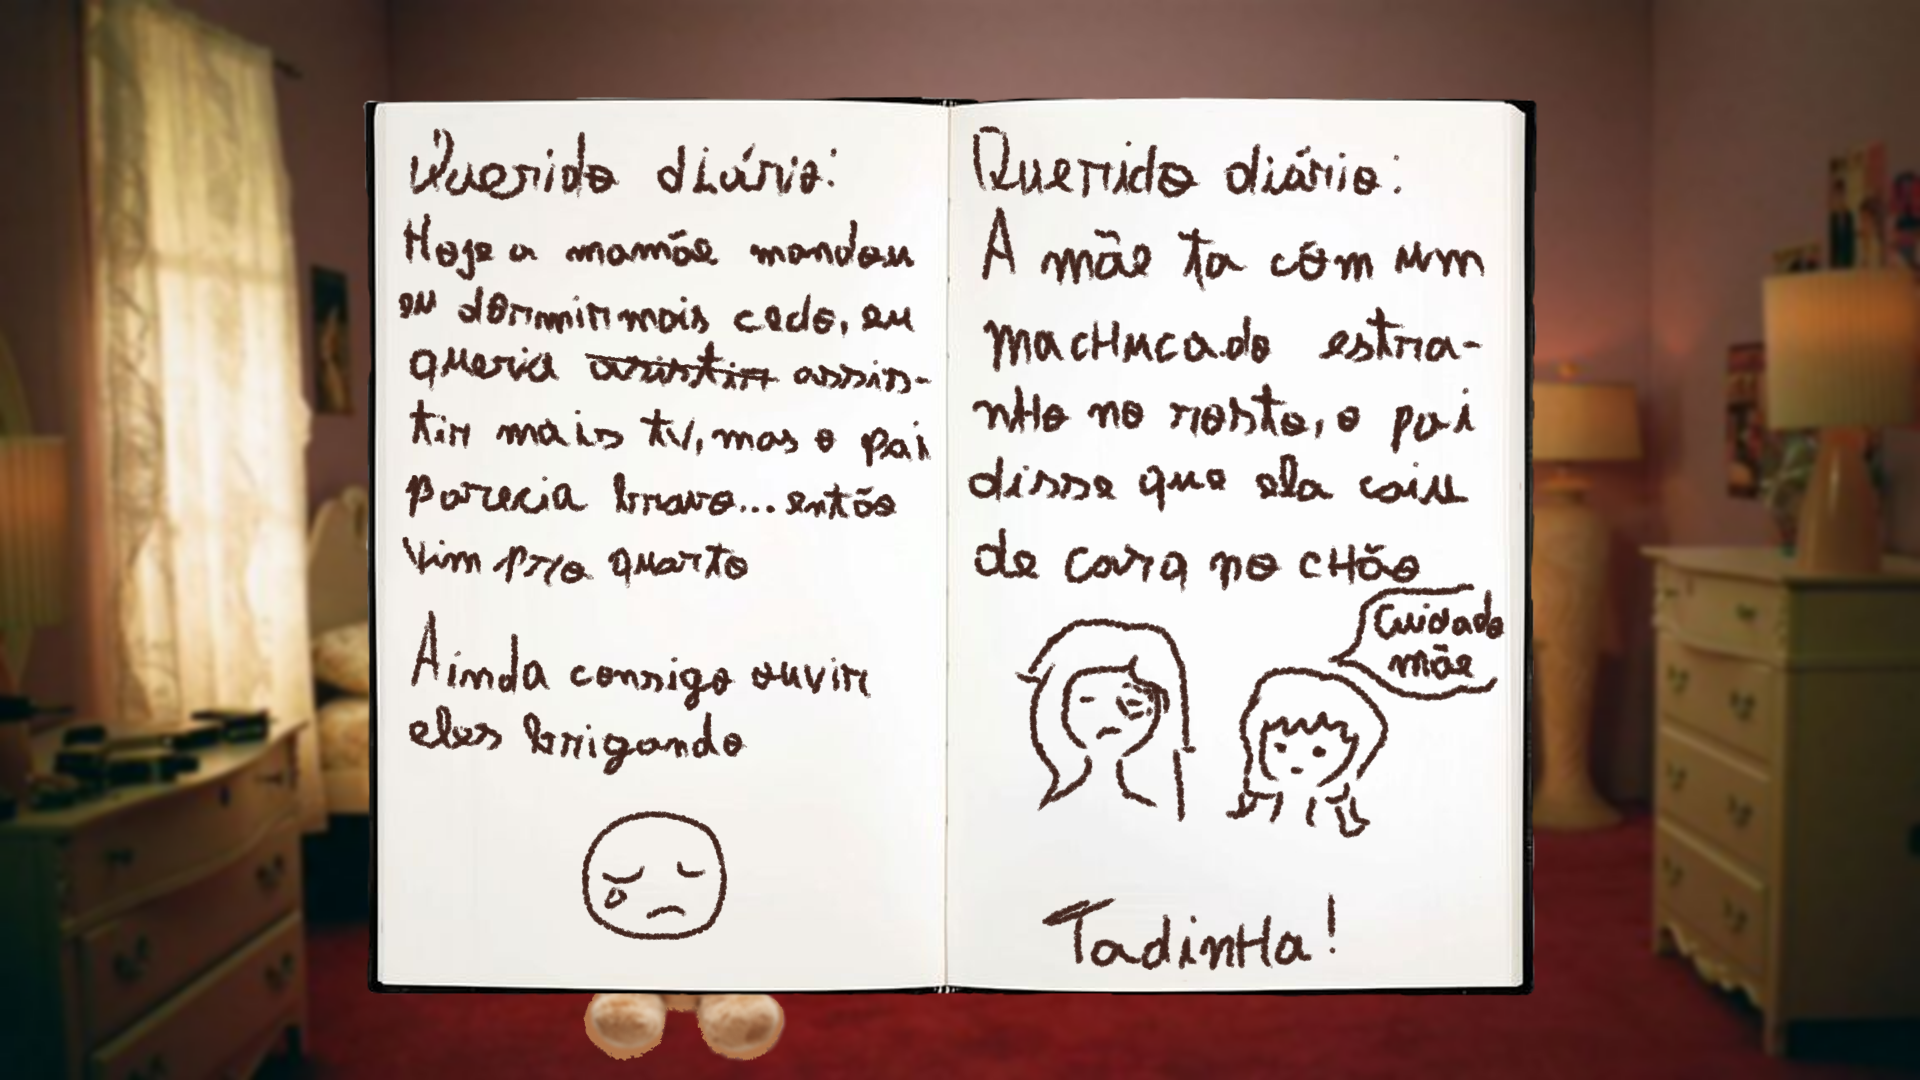 Querido diário:
Hoje a mamãe mandou
eu dormir mais cedo, eu
queria asistir assis-
tir mais tv, mas o pai
parecia bravo... então
vim pro quarto
Ainda consigo ouvir
eles brigando
Querido diário:
A mãe ta com um
macHucado estra-
nHo no rosto, o pai
disse que ela caiu
de cara no cHão
Cuidado
mãe
TadinHa!